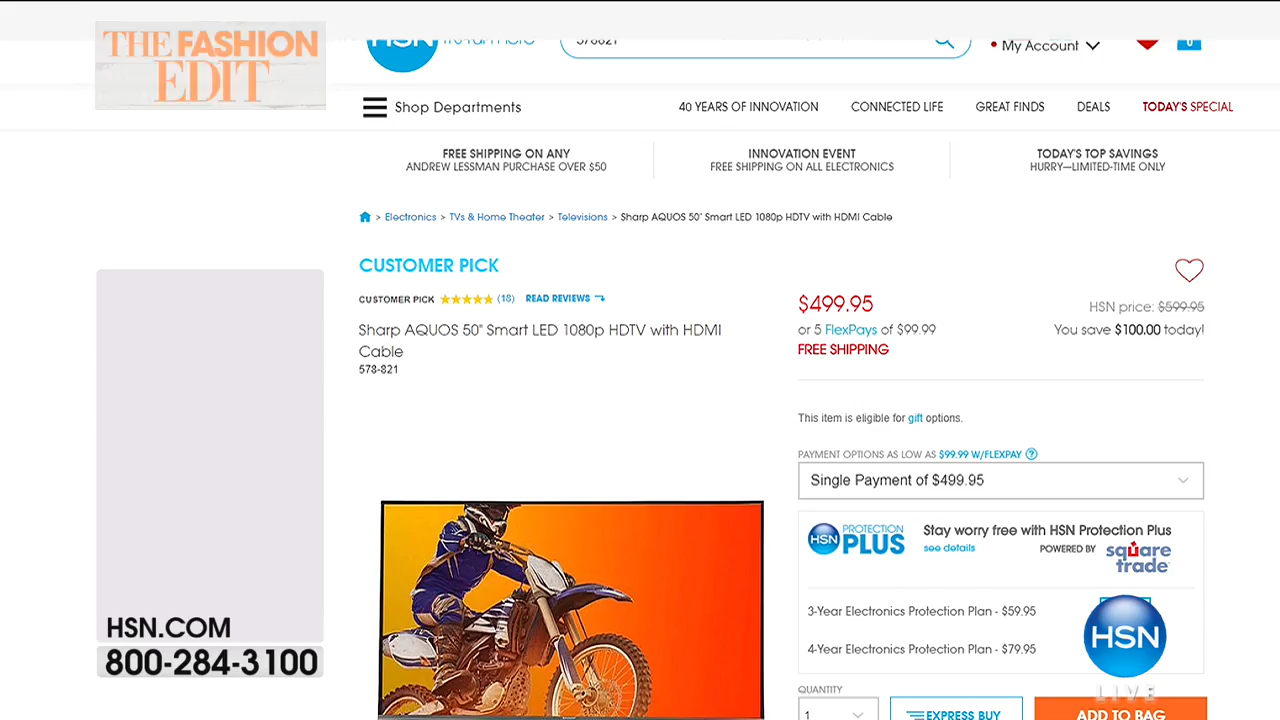 THE FASHION
EDIT
HSN
578821
My Account
0
Shop Departments
40 YEARS OF INNOVATION
CONNECTED LIFE
GREAT FINDS
DEALS
TODAY'S SPECIAL
FREE SHIPPING ON ANY
ANDREW LESSMAN PURCHASE OVER $50
INNOVATION EVENT
FREE SHIPPING ON ALL ELECTRONICS
TODAY'S TOP SAVINGS
HURRY—LIMITED-TIME ONLY
> Electronics > TVs & Home Theater > Televisions > Sharp AQUOS 50" Smart LED 1080p HDTV with HDMI Cable
CUSTOMER PICK
CUSTOMER PICK (18) READ REVIEWS
Sharp AQUOS 50" Smart LED 1080p HDTV with HDMI
Cable
578-821
$499.95
HSN price: $599.95
or 5 FlexPays of $99.99
You save $100.00 today!
FREE SHIPPING
This item is eligible for gift options.
PAYMENT OPTIONS AS LOW AS $99.99 W/FLEXPAY ?
Single Payment of $499.95
HSN PROTECTION PLUS
Stay worry free with HSN Protection Plus
see details
POWERED BY square trade
3-Year Electronics Protection Plan - $59.95
4-Year Electronics Protection Plan - $79.95
HSN
LIVE
QUANTITY
1
EXPRESS BUY
ADD TO BAG
HSN.COM
800-284-3100